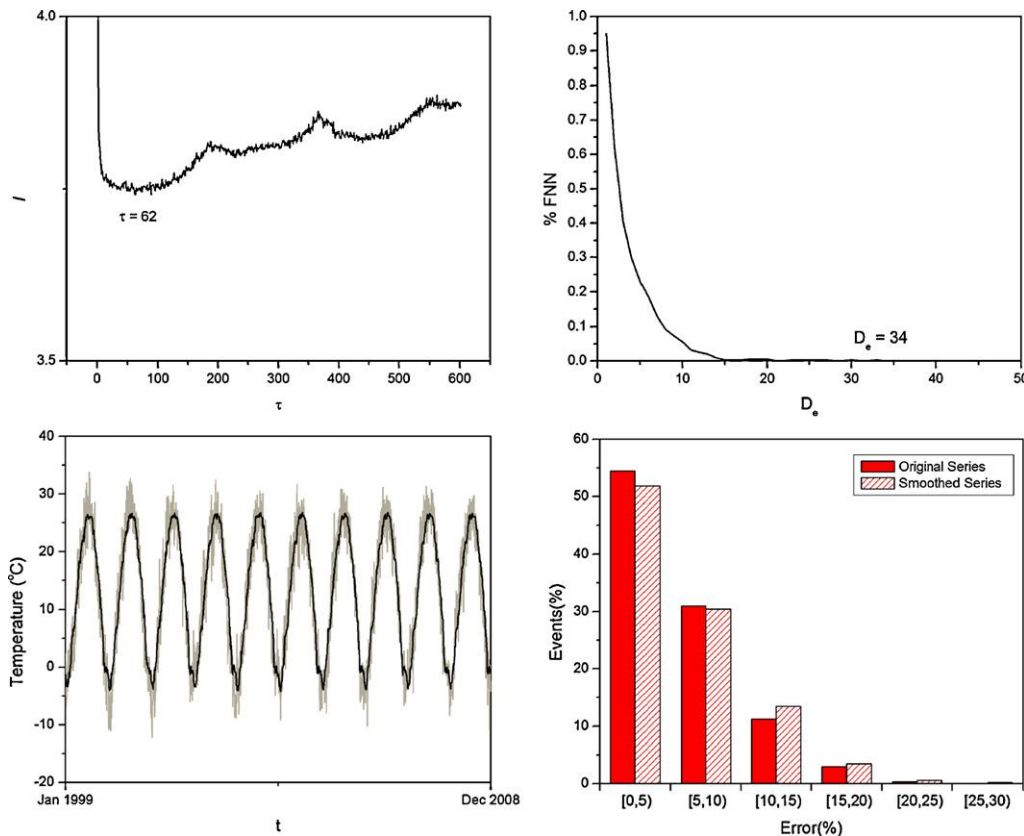 4.0
I
τ = 62
3.5
0 100 200 300 400 500 600
τ
1.0
0.9
0.8
0.7
0.6
% FNN
0.5
0.4
0.3
0.2
0.1
0.0
D_e = 34
0 10 20 30 40 50
D_e
40
30
20
Temperature (°C)
10
0
-10
-20
Jan 1999 Dec 2008
t
60
50
40
Events(%)
30
20
10
0
Original Series
Smoothed Series
[0,5) [5,10) [10,15) [15,20) [20,25) [25,30)
Error(%)